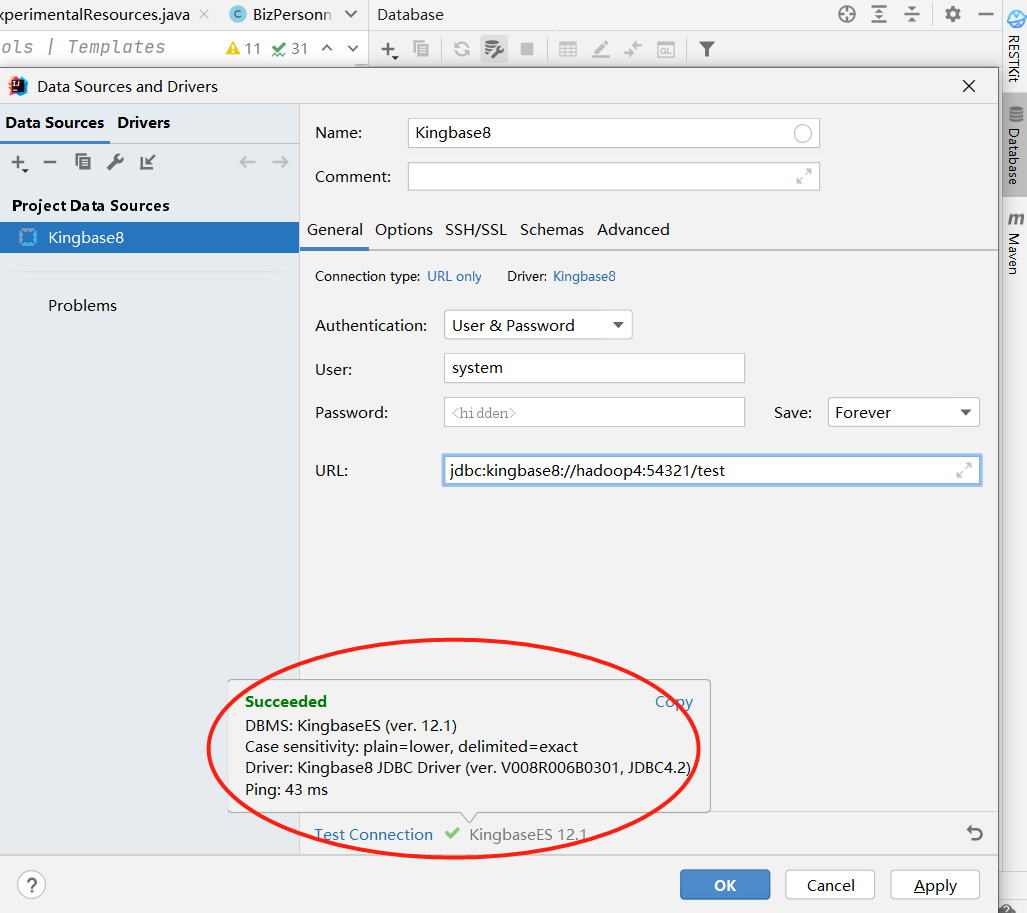 xperimentalResources.java BizPersonn Database
ols | Templates 11 31
RESTKit
Database
Maven
Data Sources and Drivers
Data Sources Drivers
Project Data Sources
Kingbase8
Problems
Name: Kingbase8
Comment:
General Options SSH/SSL Schemas Advanced
Connection type: URL only Driver: Kingbase8
Authentication: User & Password
User: system
Password: <hidden> Save: Forever
URL: jdbc:kingbase8://hadoop4:54321/test
Succeeded Copy
DBMS: KingbaseES (ver. 12.1)
Case sensitivity: plain=lower, delimited=exact
Driver: Kingbase8 JDBC Driver (ver. V008R006B0301, JDBC4.2)
Ping: 43 ms
Test Connection KingbaseES 12.1
? OK Cancel Apply